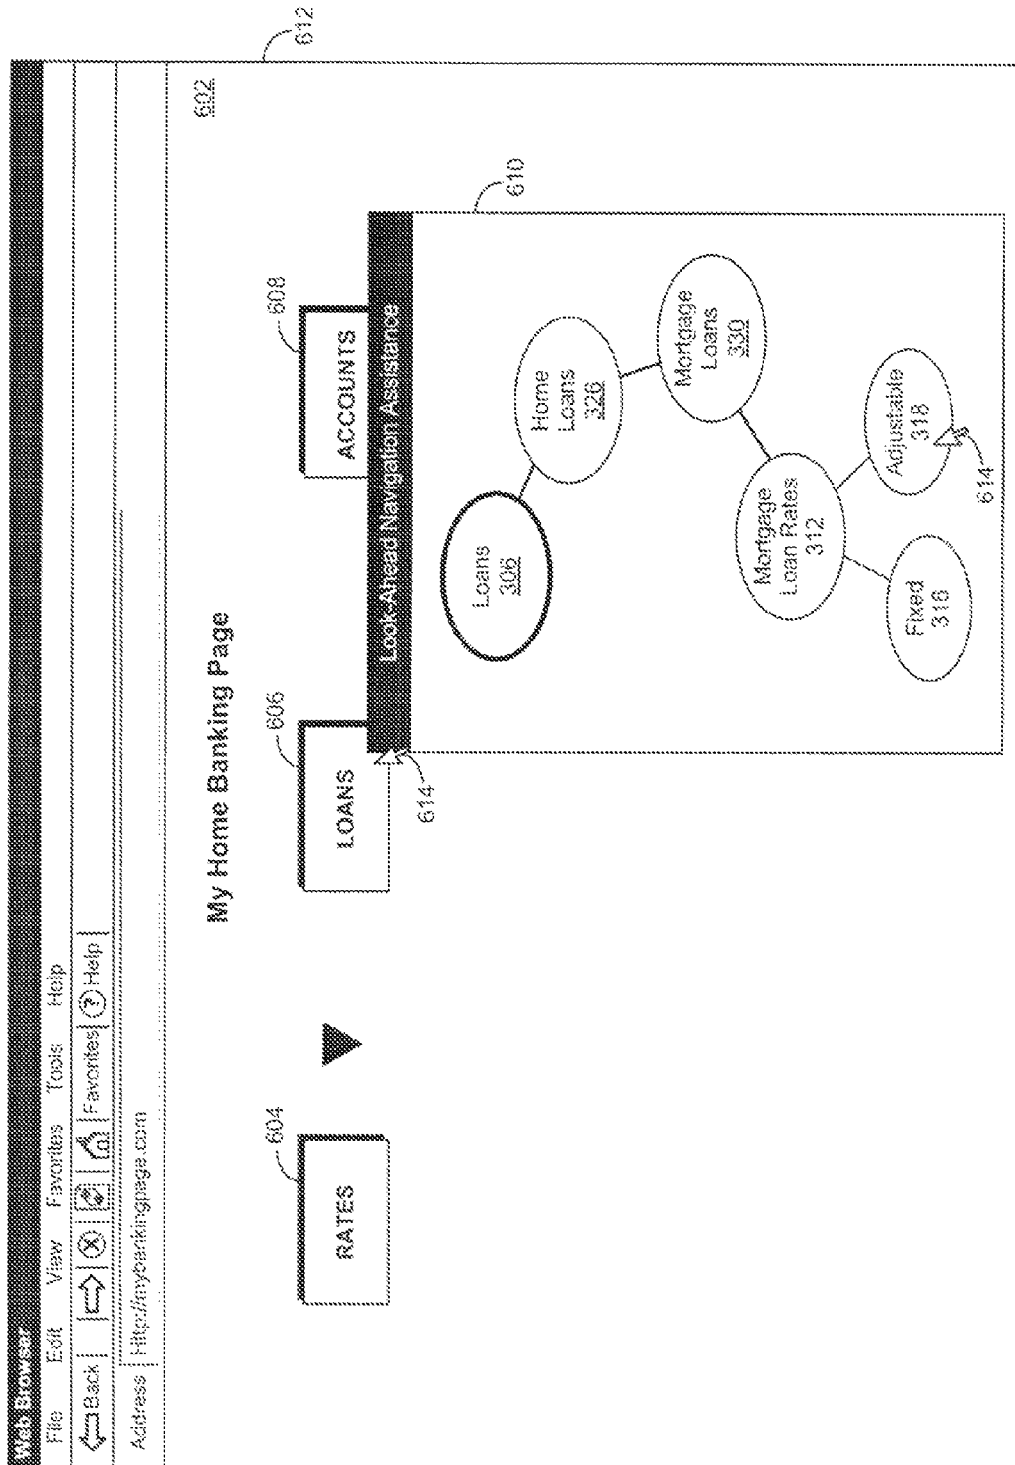 Web Browser
File Edit View Favorites Tools Help
Back Favorites ? Help
Address Http://mybankingpage.com
612
602
My Home Banking Page
604
606
608
RATES
LOANS
ACCOUNTS
614
610
Look-Ahead Navigation Assistance
Loans
306
Home
Loans
326
Mortgage
Loans
330
Mortgage
Loan Rates
312
Fixed
316
Adjustable
318
614